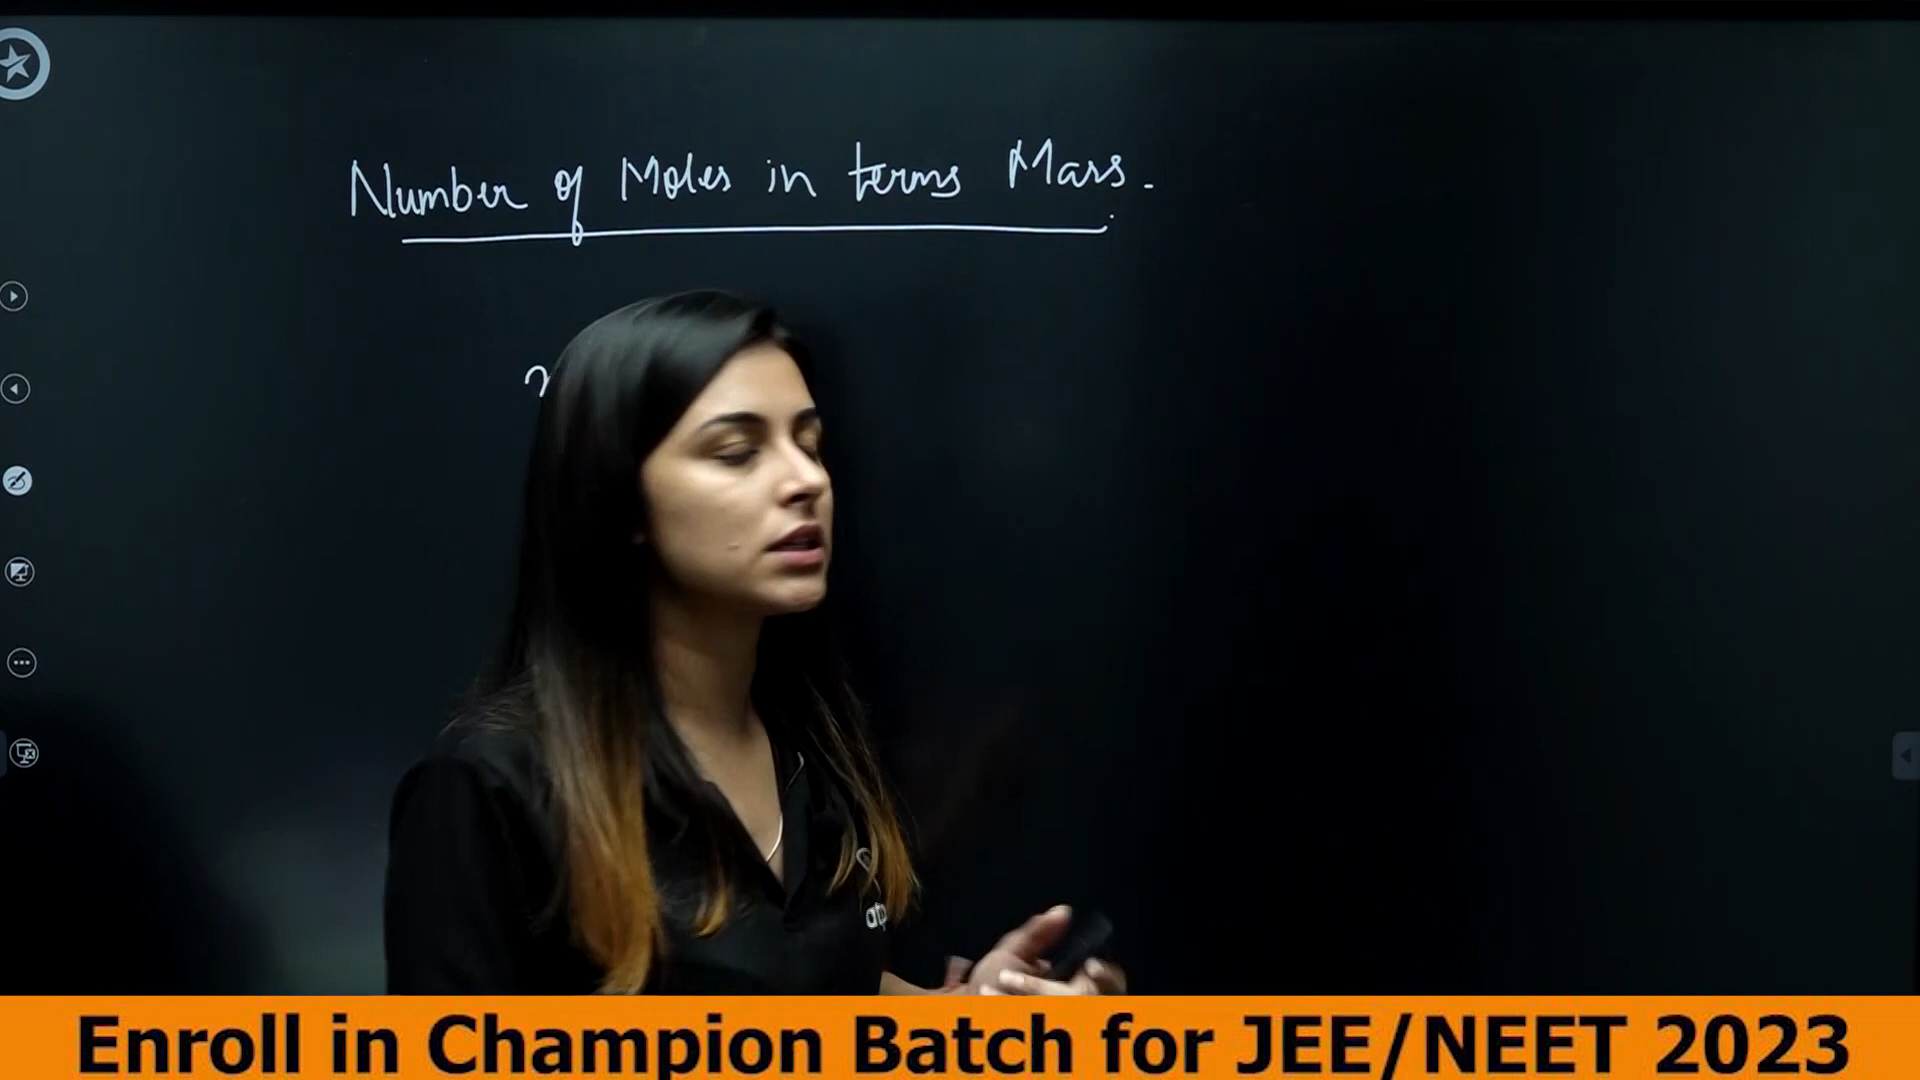 Number of Moles in terms Mass.
n
Enroll in Champion Batch for JEE/NEET 2023